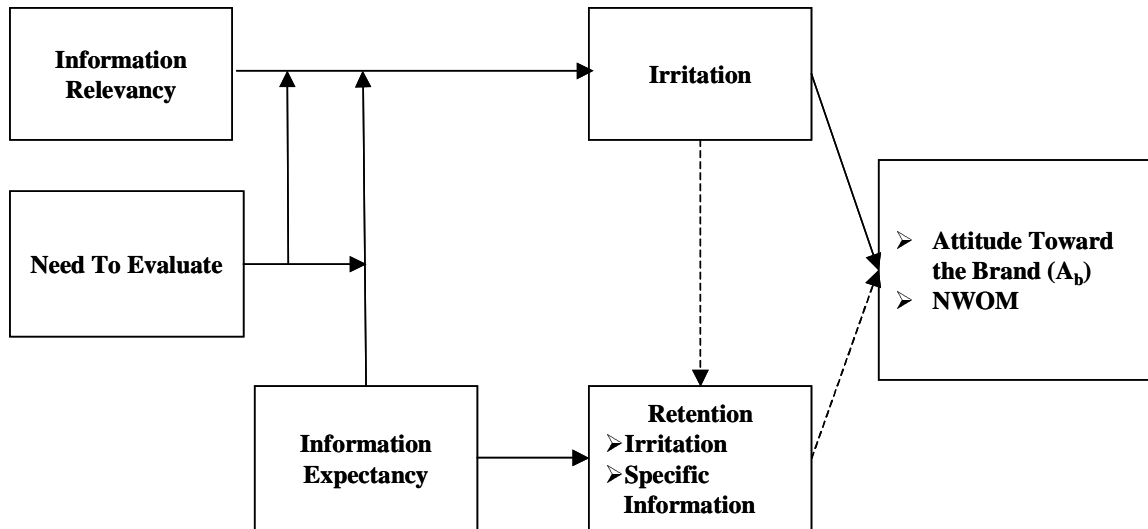 Information
Relevancy
Irritation
Need To Evaluate
➢ Attitude Toward
the Brand (Ab)
➢ NWOM
Information
Expectancy
Retention
➢Irritation
➢Specific
Information